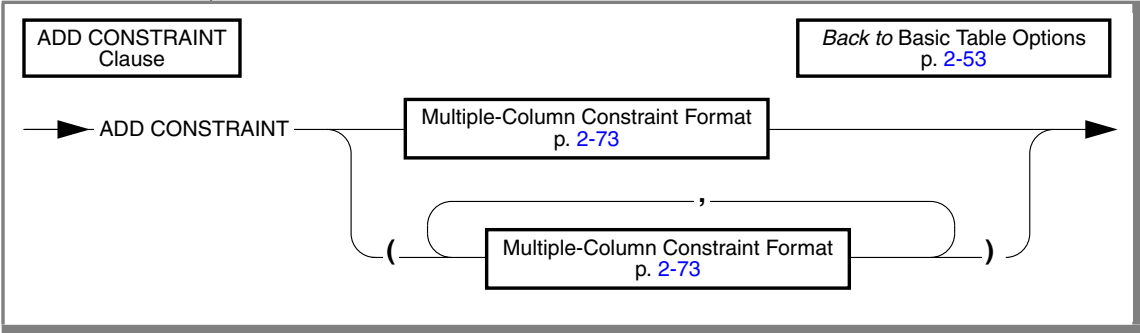 ADD CONSTRAINT
Clause
Back to Basic Table Options
p. 2-53
ADD CONSTRAINT
Multiple-Column Constraint Format
p. 2-73
,
(
Multiple-Column Constraint Format
p. 2-73
)